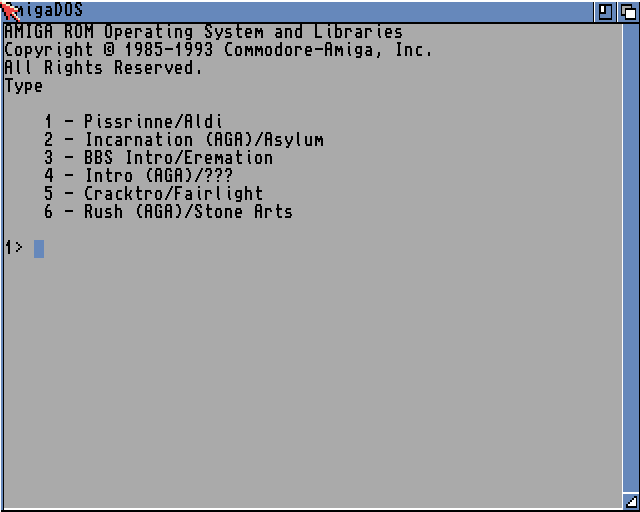 AmigaDOS
AMIGA ROM Operating System and Libraries
Copyright © 1985-1993 Commodore-Amiga, Inc.
All Rights Reserved.
Type
1 - Pissrinne/Aldi
2 - Incarnation (AGA)/Asylum
3 - BBS Intro/Eremation
4 - Intro (AGA)/???
5 - Cracktro/Fairlight
6 - Rush (AGA)/Stone Arts
1>